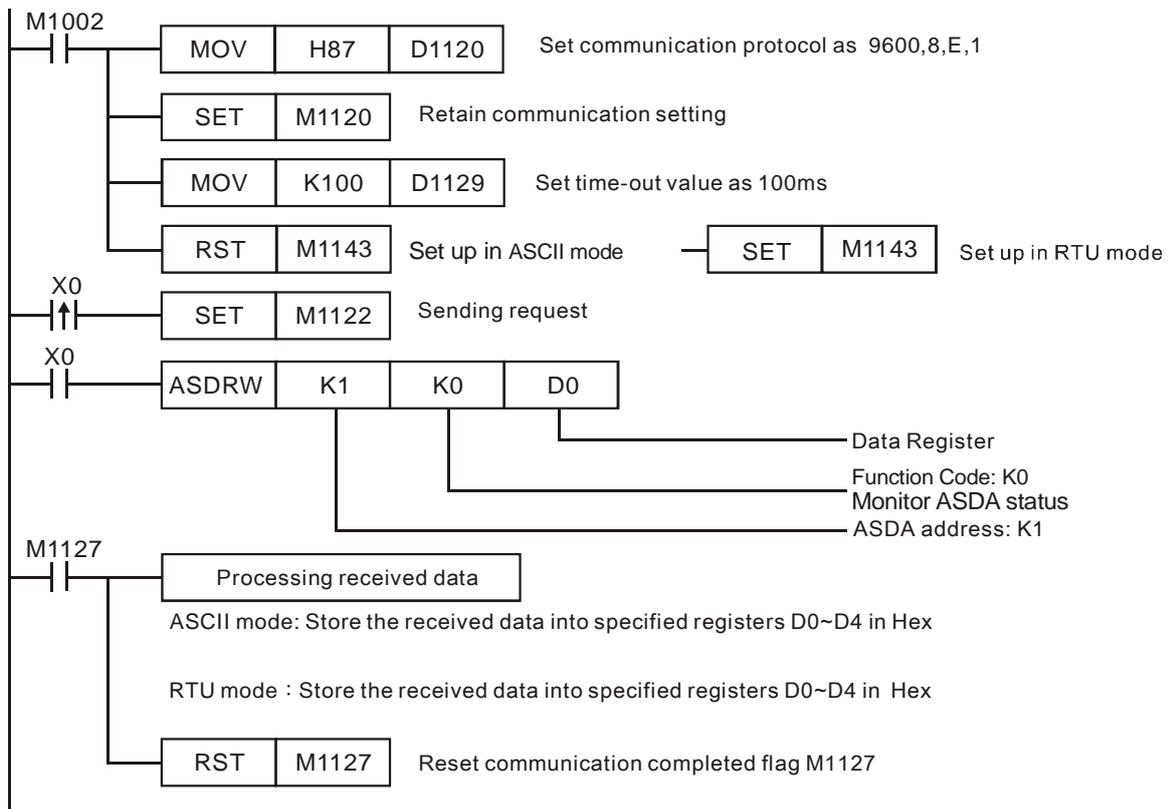 M1002
MOV H87 D1120 Set communication protocol as 9600,8,E,1
SET M1120 Retain communication setting
MOV K100 D1129 Set time-out value as 100ms
RST M1143 Set up in ASCII mode SET M1143 Set up in RTU mode
X0
SET M1122 Sending request
X0
ASDRW K1 K0 D0
Data Register
Function Code: K0
Monitor ASDA status
ASDA address: K1
M1127
Processing received data
ASCII mode: Store the received data into specified registers D0~D4 in Hex
RTU mode：Store the received data into specified registers D0~D4 in Hex
RST M1127 Reset communication completed flag M1127